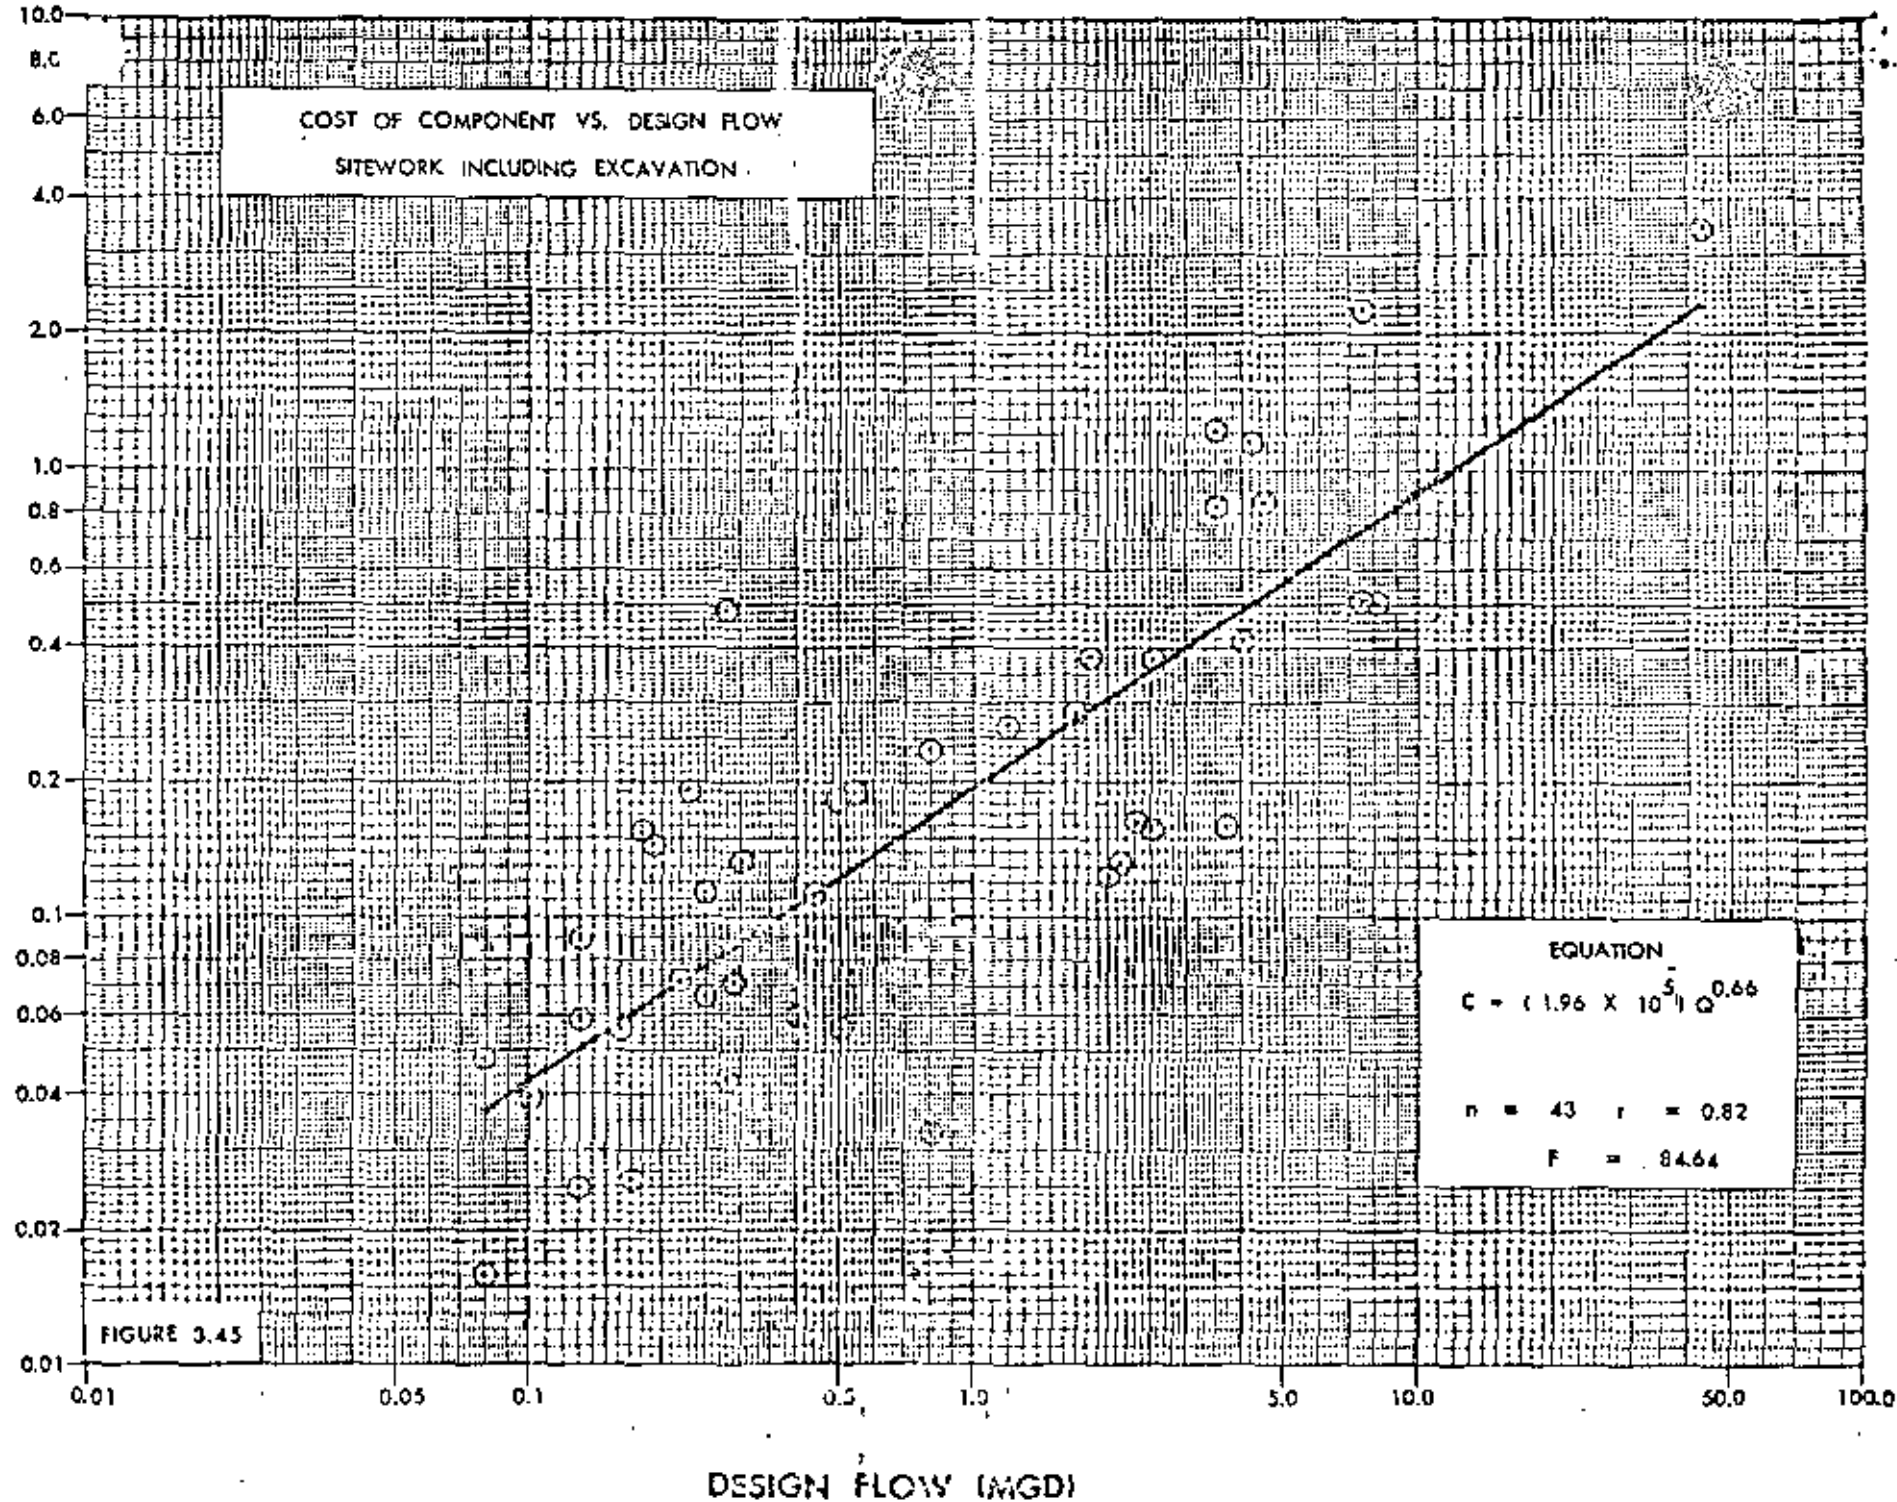 10.0
8.0
6.0
4.0
2.0
1.0
0.8
0.6
0.4
0.2
0.1
0.08
0.06
0.04
0.02
0.01
COST OF COMPONENT VS. DESIGN FLOW
SITEWORK INCLUDING EXCAVATION
EQUATION
C = (1.96 X 10^5) Q^0.66
n = 43 r = 0.82
F = 84.64
FIGURE 3.45
0.01 0.05 0.1 0.5 1.0 5.0 10.0 50.0 100.0
DESIGN FLOW (MGD)